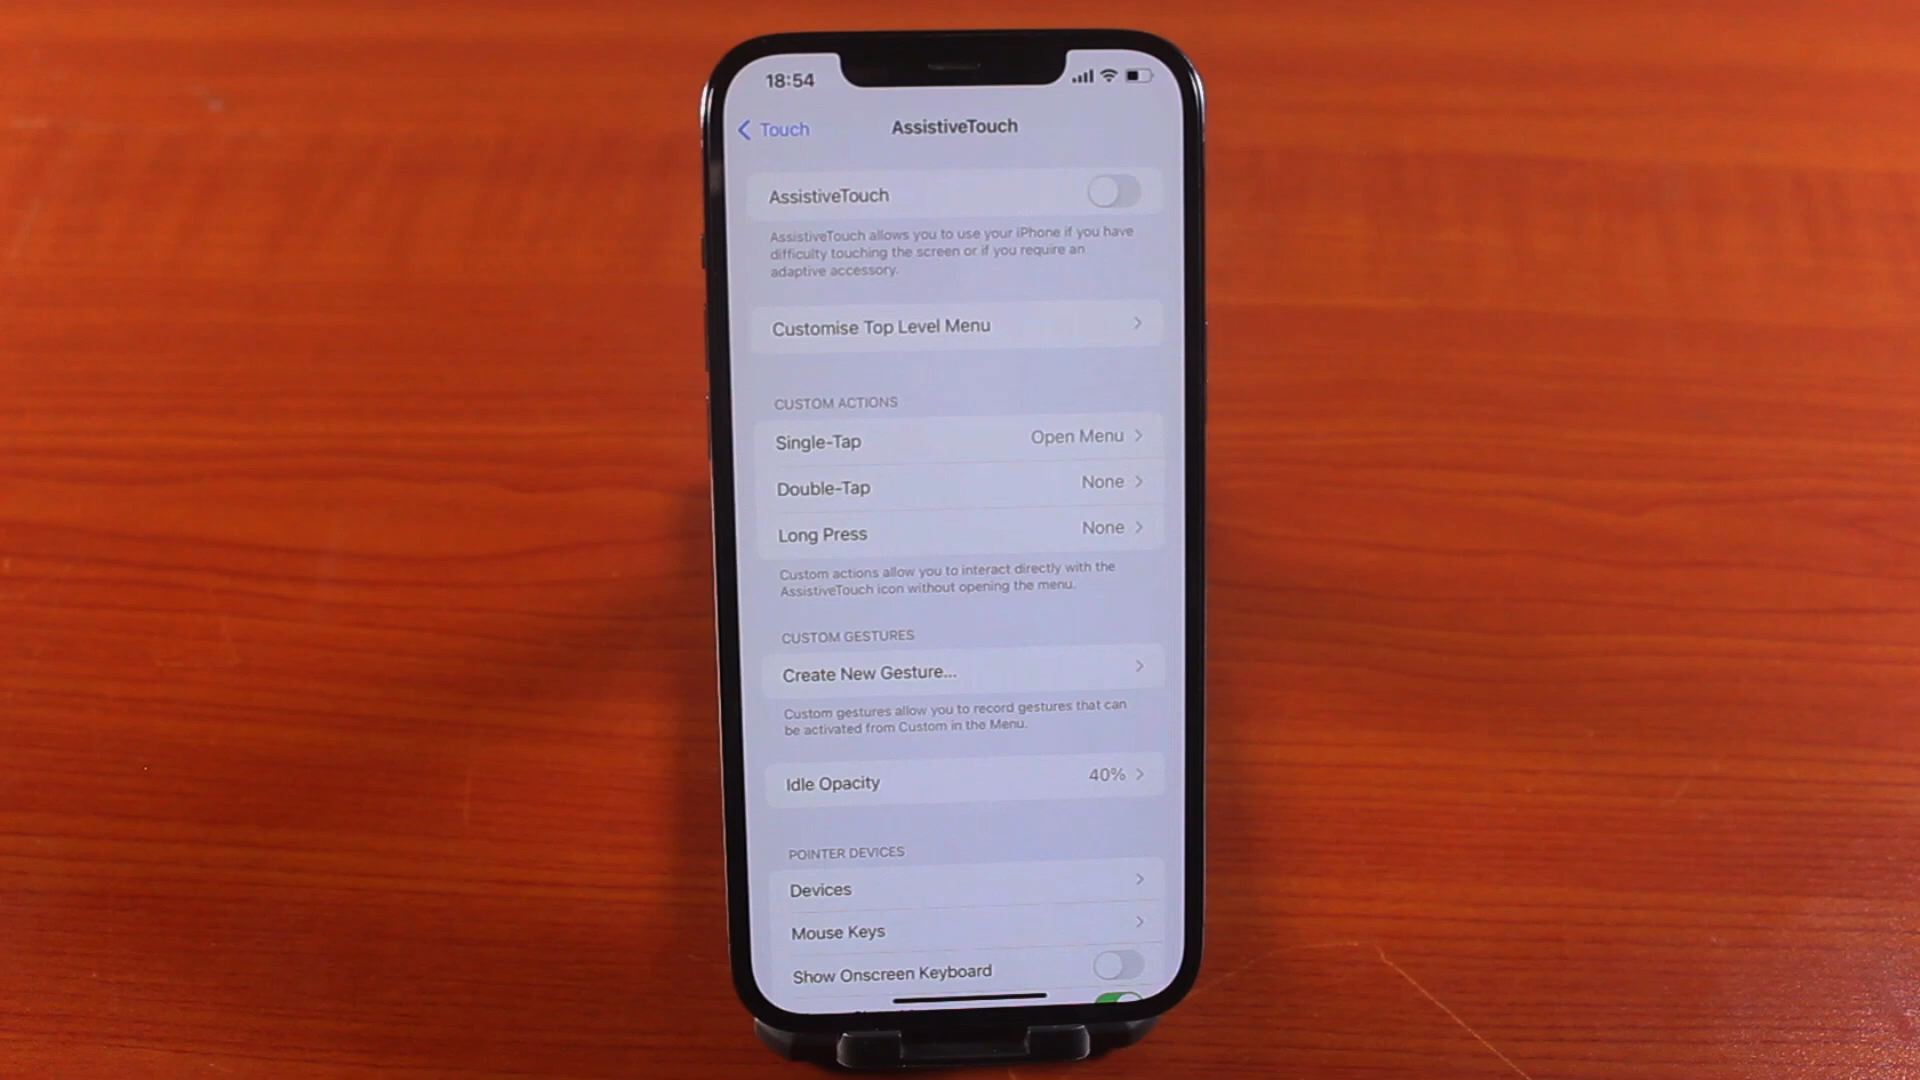 18:54
Touch
AssistiveTouch
AssistiveTouch
AssistiveTouch allows you to use your iPhone if you have
difficulty touching the screen or if you require an
adaptive accessory.
Customise Top Level Menu
CUSTOM ACTIONS
Single-Tap Open Menu
Double-Tap None
Long Press None
Custom actions allow you to interact directly with the
AssistiveTouch icon without opening the menu.
CUSTOM GESTURES
Create New Gesture...
Custom gestures allow you to record gestures that can
be activated from Custom in the Menu.
Idle Opacity 40%
POINTER DEVICES
Devices
Mouse Keys
Show Onscreen Keyboard